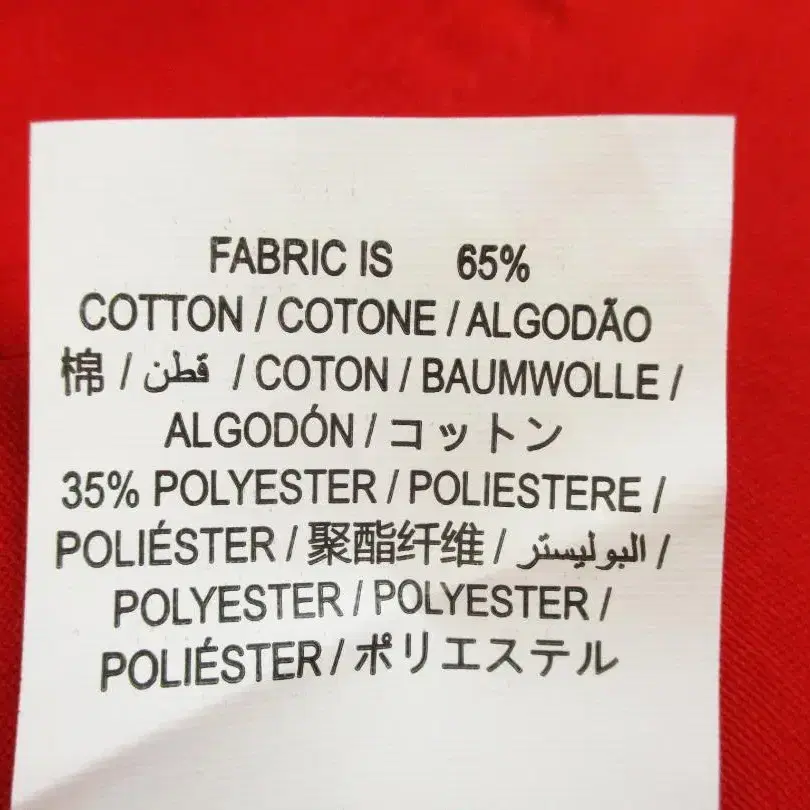 FABRIC IS 65%
COTTON / COTONE / ALGODÃO
棉 / قطن / COTON / BAUMWOLLE /
ALGODÓN / コットン
35% POLYESTER / POLIESTERE /
POLIÉSTER / 聚酯纤维 / البوليستر /
POLYESTER / POLYESTER /
POLIÉSTER / ポリエステル